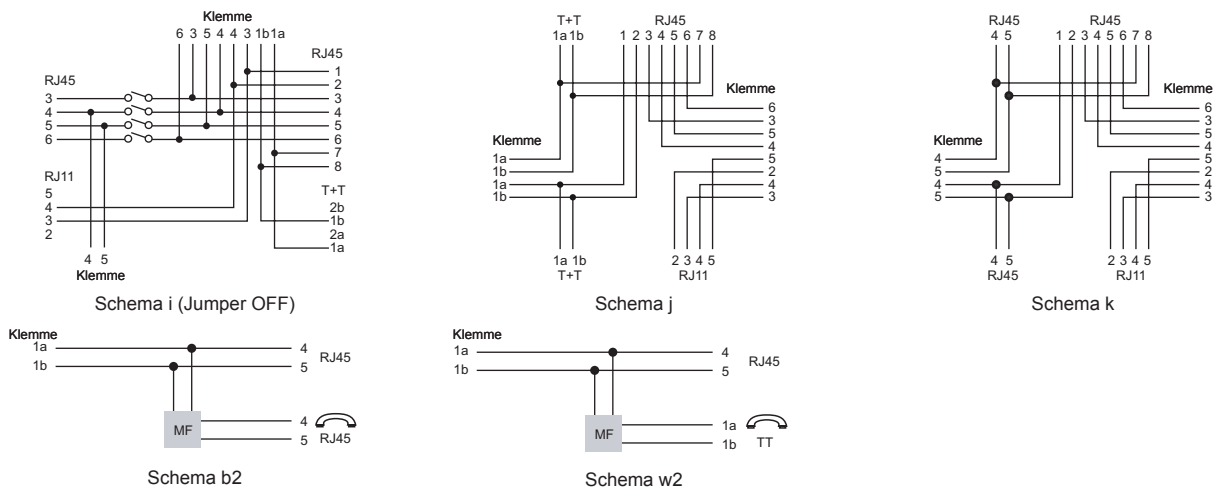 Klemme
6 3 5 4 4 3 1b 1a
RJ45
1
2
RJ45
3 3
4 4
5 5
6 6
7
8
RJ11
5
4
3
2
T+T
2b
1b
2a
1a
4 5
Klemme
Schema i (Jumper OFF)
T+T
1a 1b
RJ45
1 2 3 4 5 6 7 8
Klemme
6
3
5
4
5
2
4
3
Klemme
1a
1b
1a
1b
1a 1b
T+T
2 3 4 5
RJ11
Schema j
RJ45
4 5
RJ45
1 2 3 4 5 6 7 8
Klemme
6
3
5
4
5
2
4
3
Klemme
4
5
4
5
4 5
RJ45
2 3 4 5
RJ11
Schema k
Klemme
1a
1b
4
5
RJ45
MF
4
5
RJ45
Schema b2
Klemme
1a
1b
4
5
RJ45
MF
1a
1b
TT
Schema w2